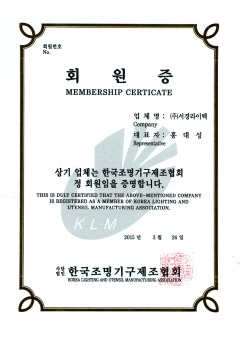 회원번호
No.
회 원 증
MEMBERSHIP CERTICATE
업 체 명 : (주)서경라이텍
Company
대 표 자 : 홍 대 성
Representative
상기 업체는 한국조명기구제조협회
정 회원임을 증명합니다.
THIS IS DULY CERTIFIED THAT THE ABOVE-MENTIONED COMPANY
IS REGISTERED AS A MEMBER OF KOREA LIGHTING AND
UTENSIL MANUFACTURING ASSOCIATION.
KLM
2015 년 3 월 26 일
사단법인 한국조명기구제조협회
KOREA LIGHTING AND UTENSIL MANUFACTURING ASSOCIATION